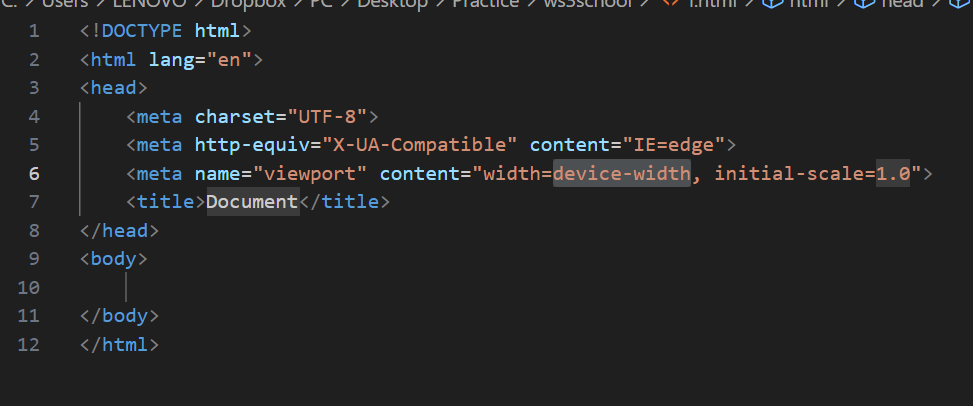 C: > Users > LENOVO > Dropbox > PC > Desktop > Practice > ws3school > <> 1.html > html > head >
1 <!DOCTYPE html>
2 <html lang="en">
3 <head>
4 <meta charset="UTF-8">
5 <meta http-equiv="X-UA-Compatible" content="IE=edge">
6 <meta name="viewport" content="width=device-width, initial-scale=1.0">
7 <title>Document</title>
8 </head>
9 <body>
10
11 </body>
12 </html>